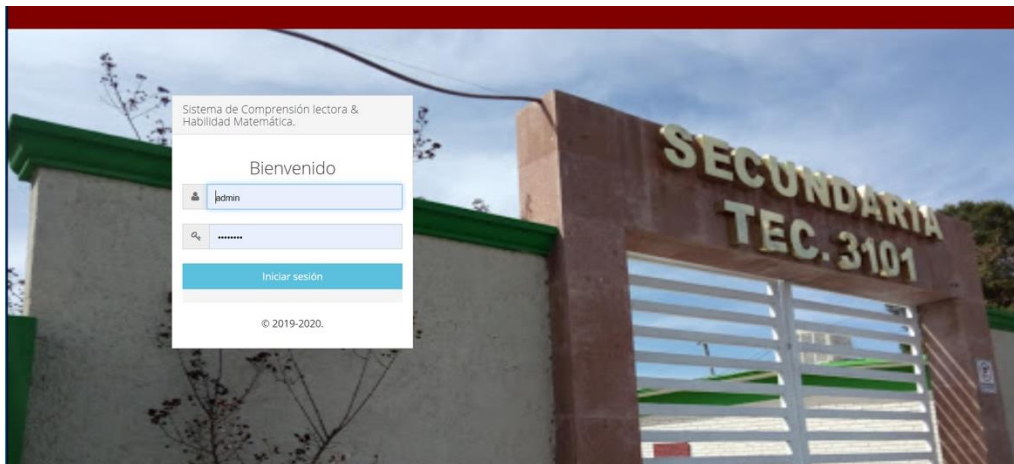 Sistema de Comprensión lectora &
Habilidad Matemática.
Bienvenido
admin
••••••••
Iniciar sesión
© 2019-2020.
SECUNDARIA
TEC. 3101